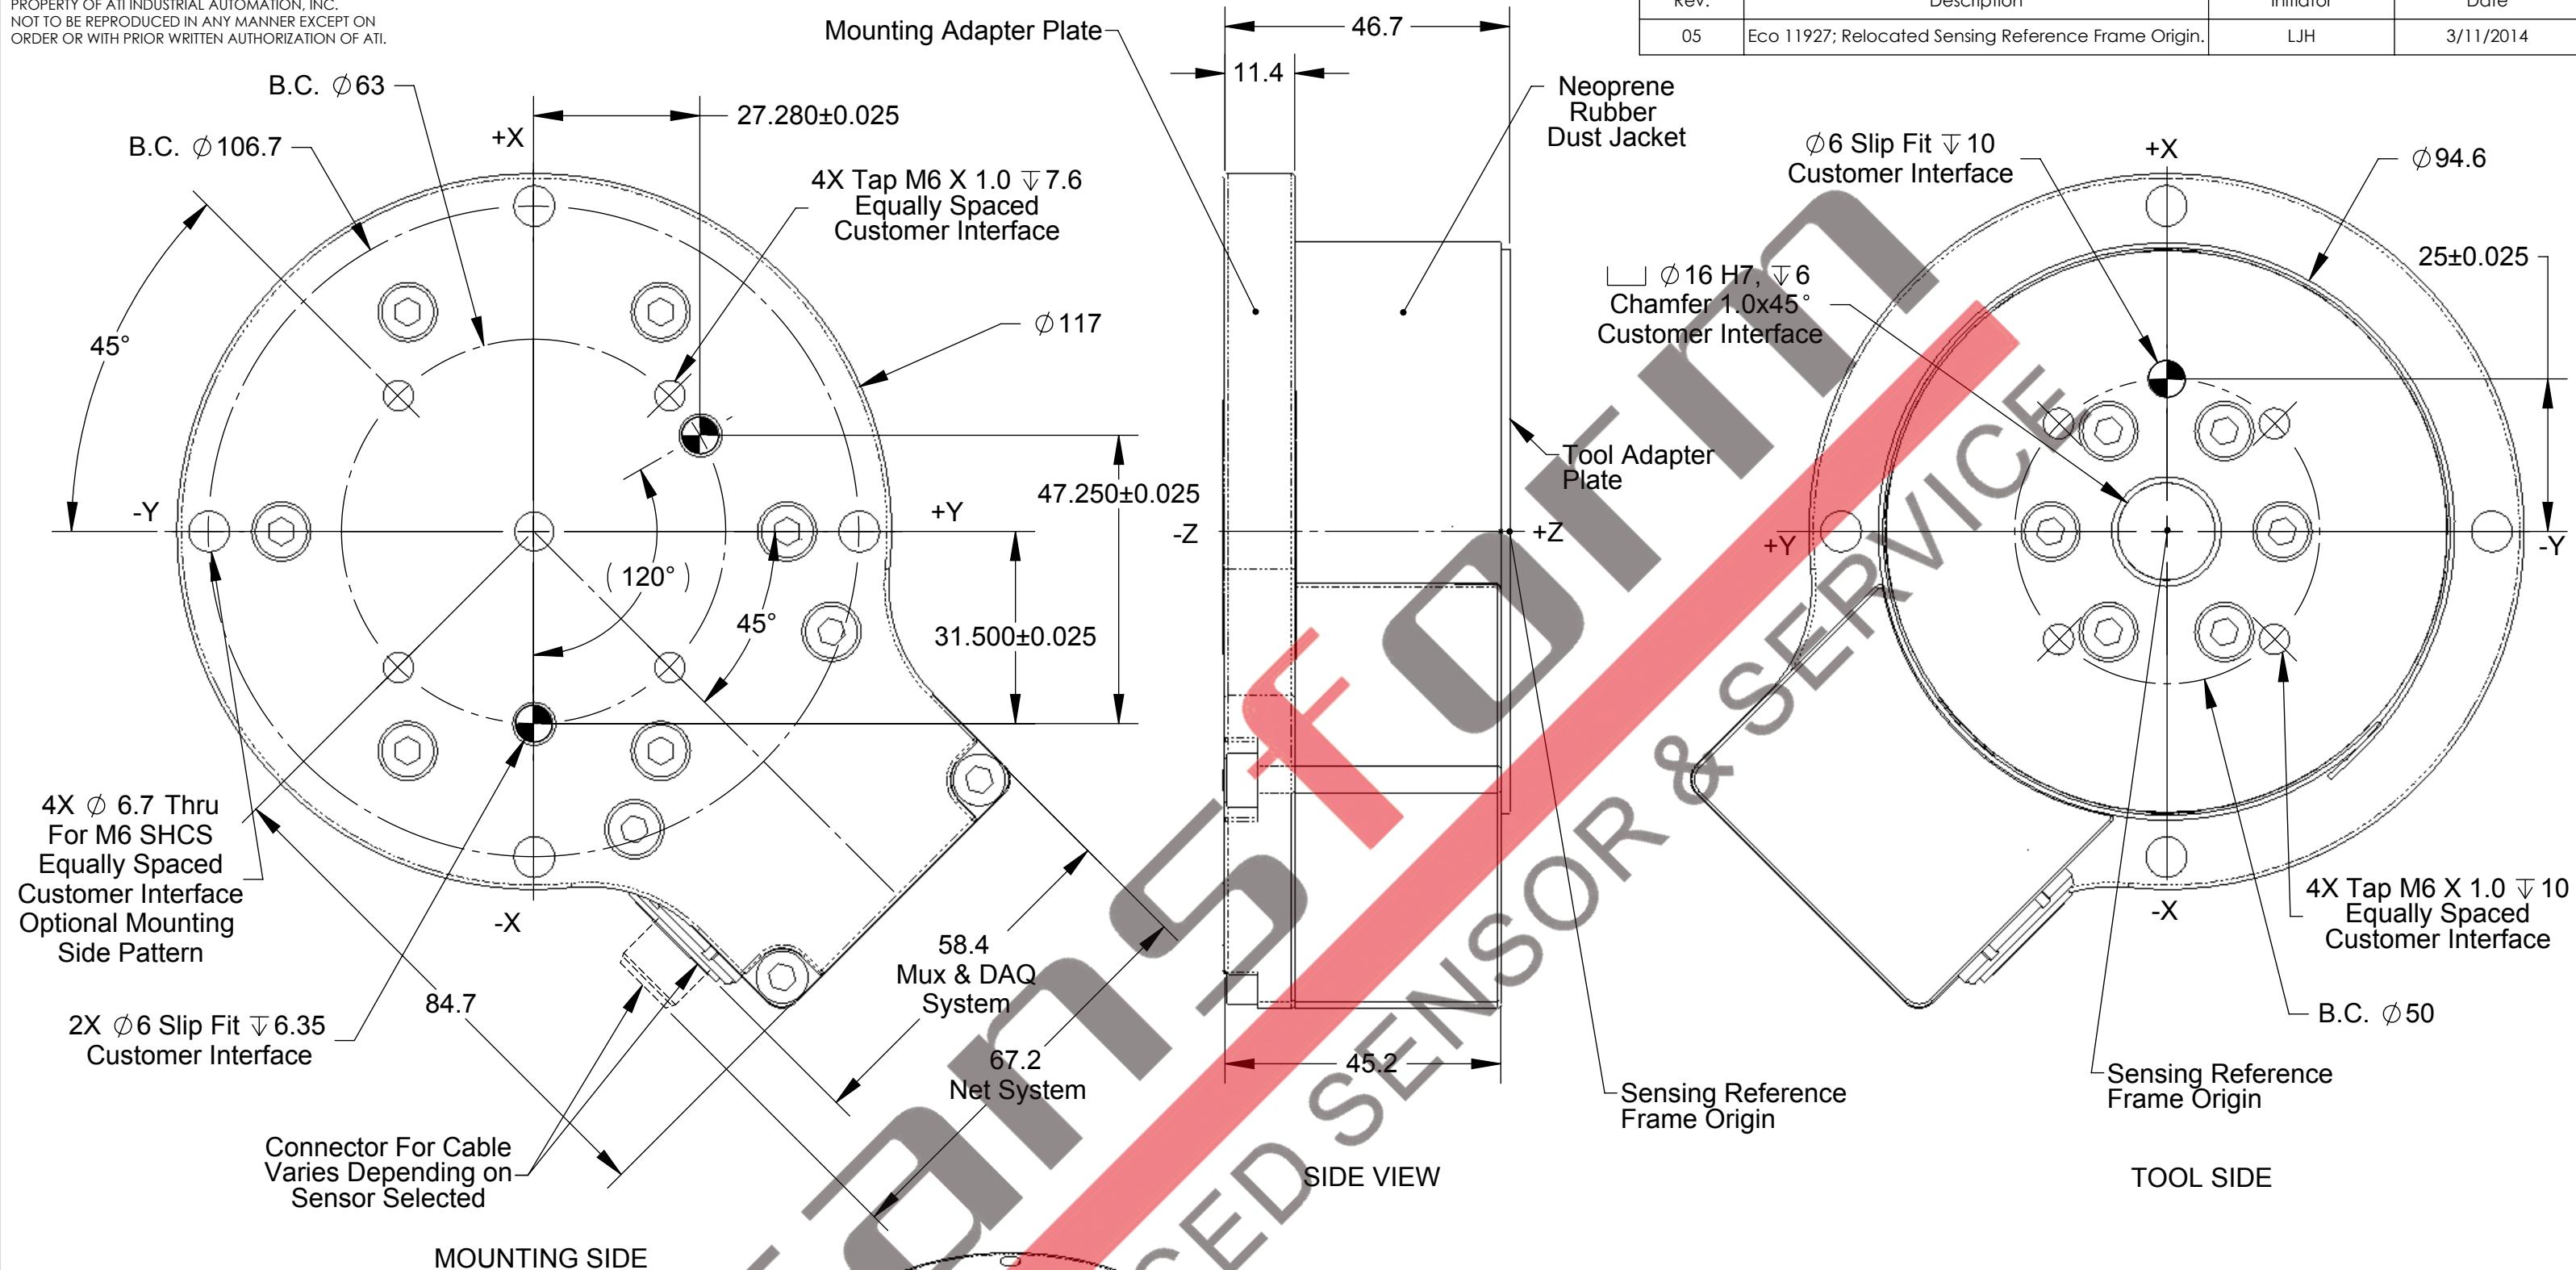 PROPERTY OF ATI INDUSTRIAL AUTOMATION, INC.
NOT TO BE REPRODUCED IN ANY MANNER EXCEPT ON
ORDER OR WITH PRIOR WRITTEN AUTHORIZATION OF ATI.
Rev. Description Initiator Date
05 Eco 11927; Relocated Sensing Reference Frame Origin. LJH 3/11/2014
B.C. ∅63
B.C. ∅106.7
+X
27.280±0.025
4X Tap M6 X 1.0 ↧7.6
Equally Spaced
Customer Interface
45°
∅117
-Y
+Y
47.250±0.025
(120°)
45°
31.500±0.025
4X ∅ 6.7 Thru
For M6 SHCS
Equally Spaced
Customer Interface
Optional Mounting
Side Pattern
-X
2X ∅6 Slip Fit ↧6.35
Customer Interface
84.7
58.4
Mux & DAQ
System
67.2
Net System
Connector For Cable
Varies Depending on
Sensor Selected
MOUNTING SIDE
Mounting Adapter Plate
46.7
11.4
Neoprene
Rubber
Dust Jacket
Tool Adapter
Plate
-Z
+Z
45.2
Sensing Reference
Frame Origin
SIDE VIEW
∅6 Slip Fit ↧10
Customer Interface
+X
∅94.6
25±0.025
⌴ ∅16 H7, ↧6
Chamfer 1.0x45°
Customer Interface
+Y
-Y
-X
4X Tap M6 X 1.0 ↧10
Equally Spaced
Customer Interface
B.C. ∅50
Sensing Reference
Frame Origin
TOOL SIDE
ansform
CED SENSOR & SERVICE